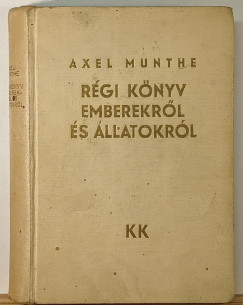 AXEL MUNTHE
RÉGI KÖNYV
EMBEREKRŐL
ÉS ÁLLATOKRÓL
KK